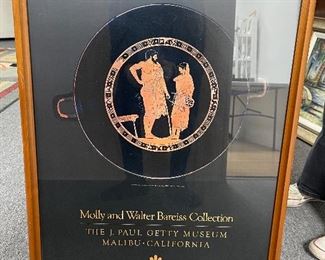 Molly and Walter Bareiss Collection
THE J. PAUL GETTY MUSEUM
MALIBU · CALIFORNIA